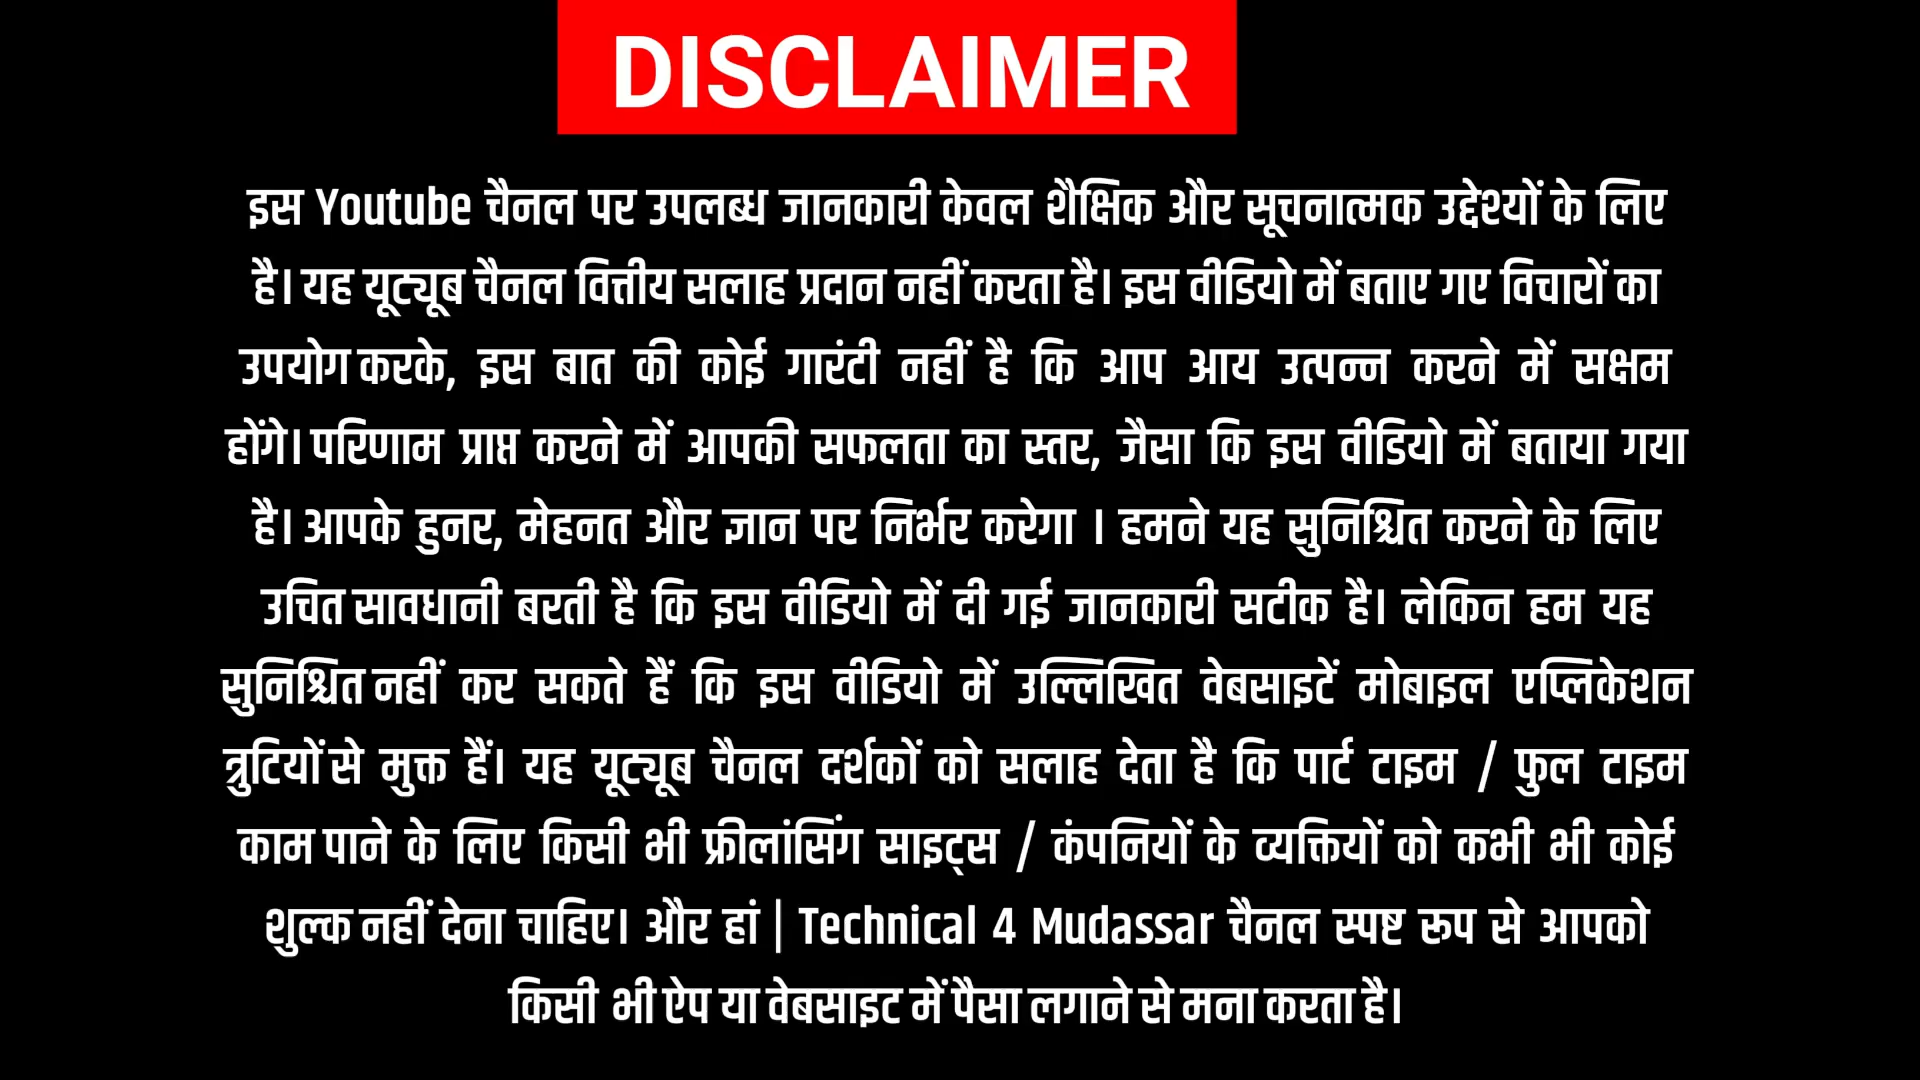 DISCLAIMER
इस Youtube चैनल पर उपलब्ध जानकारी केवल शैक्षिक और सूचनात्मक उद्देश्यों के लिए
है। यह यूट्यूब चैनल वित्तीय सलाह प्रदान नहीं करता है। इस वीडियो में बताए गए विचारों का
उपयोग करके, इस बात की कोई गारंटी नहीं है कि आप आय उत्पन्न करने में सक्षम
होंगे। परिणाम प्राप्त करने में आपकी सफलता का स्तर, जैसा कि इस वीडियो में बताया गया
है। आपके हुनर, मेहनत और ज्ञान पर निर्भर करेगा । हमने यह सुनिश्चित करने के लिए
उचित सावधानी बरती है कि इस वीडियो में दी गई जानकारी सटीक है। लेकिन हम यह
सुनिश्चित नहीं कर सकते हैं कि इस वीडियो में उल्लिखित वेबसाइटें मोबाइल एप्लिकेशन
त्रुटियों से मुक्त हैं। यह यूट्यूब चैनल दर्शकों को सलाह देता है कि पार्ट टाइम / फुल टाइम
काम पाने के लिए किसी भी फ्रीलांसिंग साइट्स / कंपनियों के व्यक्तियों को कभी भी कोई
शुल्क नहीं देना चाहिए। और हां | Technical 4 Mudassar चैनल स्पष्ट रूप से आपको
किसी भी ऐप या वेबसाइट में पैसा लगाने से मना करता है।